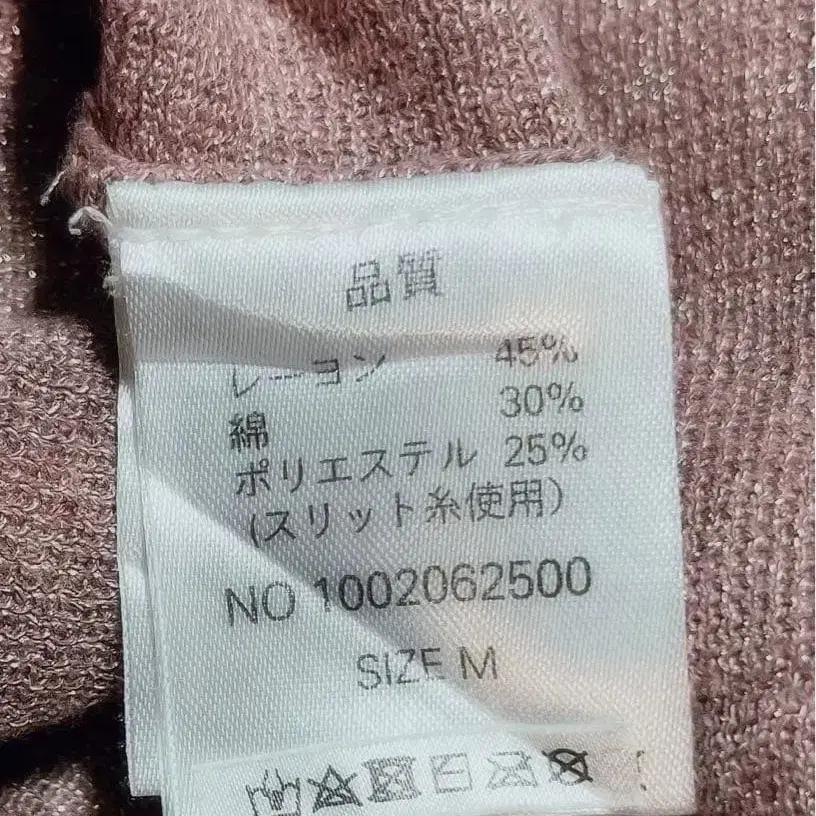 品質
レーヨン 45%
綿 30%
ポリエステル 25%
(スリット糸使用)
NO 1002062500
SIZE M